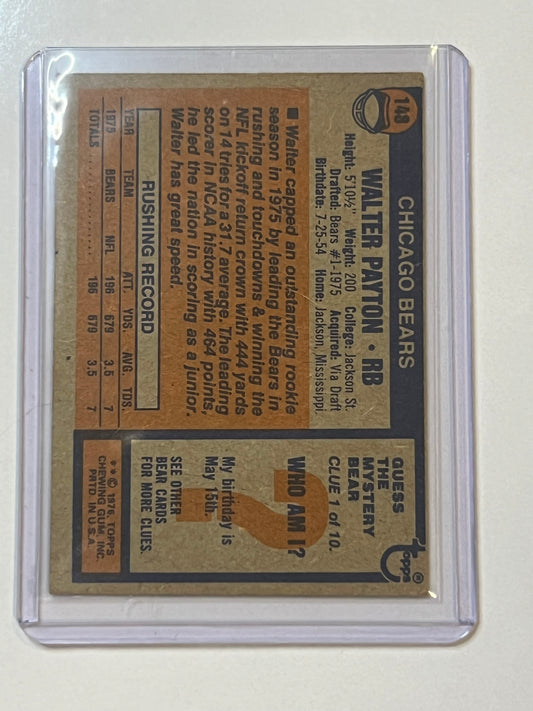 148
CHICAGO BEARS
WALTER PAYTON • RB
Height: 5'10½" Weight: 200 College: Jackson St.
Drafted: Bears #1-1975 Acquired: Via Draft
Birthdate: 7-25-54 Home: Jackson, Mississippi
■ Walter capped an outstanding rookie
season in 1975 by leading the Bears in
rushing and touchdowns & winning the
NFL kickoff return crown with 444 yards
on 14 tries for a 31.7 average. The leading
scorer in NCAA history with 464 points,
he led the nation in scoring as a junior.
Walter has great speed.
RUSHING RECORD
YEAR TEAM ATT. YDS. AVG. TDS.
1975 BEARS NFL 196 679 3.5 7
TOTALS........... 196 679 3.5 7
Topps®
GUESS
THE
MYSTERY
BEAR
CLUE 1 of 10.
?
WHO AM I?
My birthday is
May 15th.
SEE OTHER
BEAR CARDS
FOR MORE CLUES.
** © 1976, TOPPS
CHEWING GUM, INC.
PRTD. IN U.S.A.